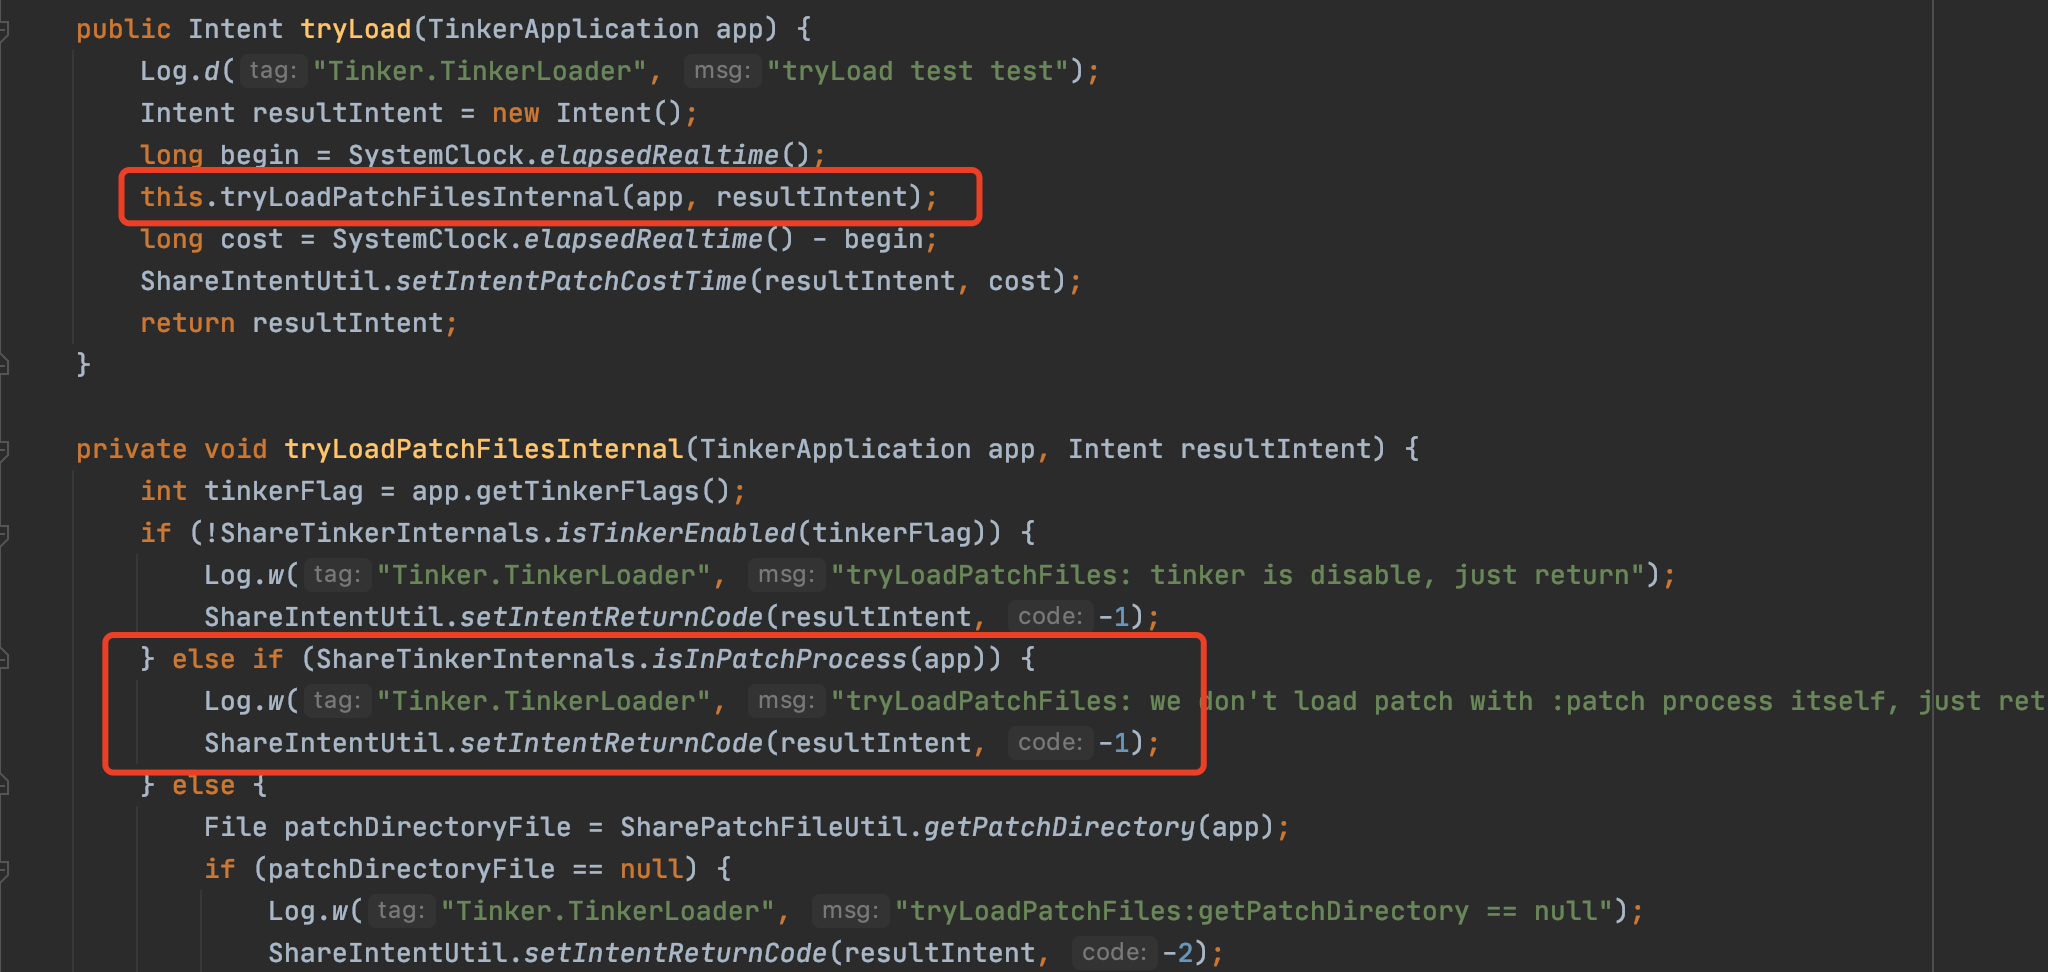 public Intent tryLoad(TinkerApplication app) {
Log.d( tag: "Tinker.TinkerLoader", msg: "tryLoad test test");
Intent resultIntent = new Intent();
long begin = SystemClock.elapsedRealtime();
this.tryLoadPatchFilesInternal(app, resultIntent);
long cost = SystemClock.elapsedRealtime() - begin;
ShareIntentUtil.setIntentPatchCostTime(resultIntent, cost);
return resultIntent;
}
private void tryLoadPatchFilesInternal(TinkerApplication app, Intent resultIntent) {
int tinkerFlag = app.getTinkerFlags();
if (!ShareTinkerInternals.isTinkerEnabled(tinkerFlag)) {
Log.w( tag: "Tinker.TinkerLoader", msg: "tryLoadPatchFiles: tinker is disable, just return");
ShareIntentUtil.setIntentReturnCode(resultIntent, code: -1);
} else if (ShareTinkerInternals.isInPatchProcess(app)) {
Log.w( tag: "Tinker.TinkerLoader", msg: "tryLoadPatchFiles: we don't load patch with :patch process itself, just ret
ShareIntentUtil.setIntentReturnCode(resultIntent, code: -1);
} else {
File patchDirectoryFile = SharePatchFileUtil.getPatchDirectory(app);
if (patchDirectoryFile == null) {
Log.w( tag: "Tinker.TinkerLoader", msg: "tryLoadPatchFiles:getPatchDirectory == null");
ShareIntentUtil.setIntentReturnCode(resultIntent, code: -2);